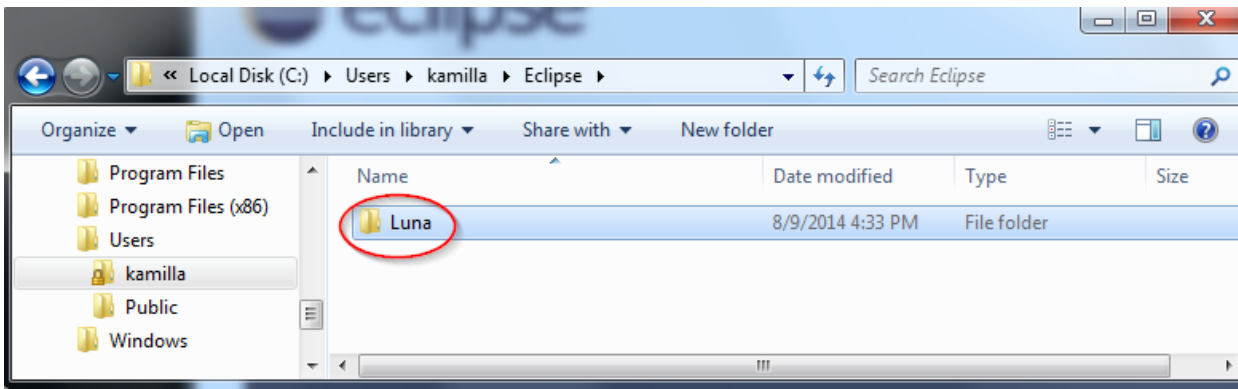 eclipse
« Local Disk (C:) ▸ Users ▸ kamilla ▸ Eclipse ▸ Search Eclipse
Organize Open Include in library Share with New folder
Program Files
Program Files (x86)
Users
kamilla
Public
Windows
Name Date modified Type Size
Luna 8/9/2014 4:33 PM File folder